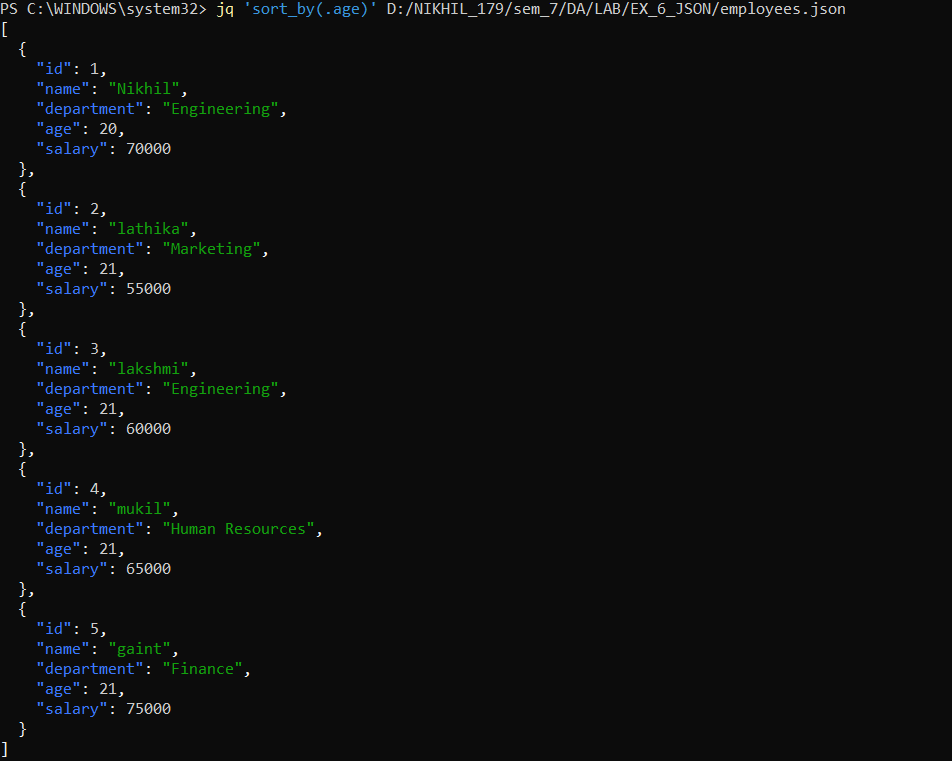 PS C:\WINDOWS\system32> jq 'sort_by(.age)' D:/NIKHIL_179/sem_7/DA/LAB/EX_6_JSON/employees.json
[
  {
    "id": 1,
    "name": "Nikhil",
    "department": "Engineering",
    "age": 20,
    "salary": 70000
  },
  {
    "id": 2,
    "name": "lathika",
    "department": "Marketing",
    "age": 21,
    "salary": 55000
  },
  {
    "id": 3,
    "name": "lakshmi",
    "department": "Engineering",
    "age": 21,
    "salary": 60000
  },
  {
    "id": 4,
    "name": "mukil",
    "department": "Human Resources",
    "age": 21,
    "salary": 65000
  },
  {
    "id": 5,
    "name": "gaint",
    "department": "Finance",
    "age": 21,
    "salary": 75000
  }
]